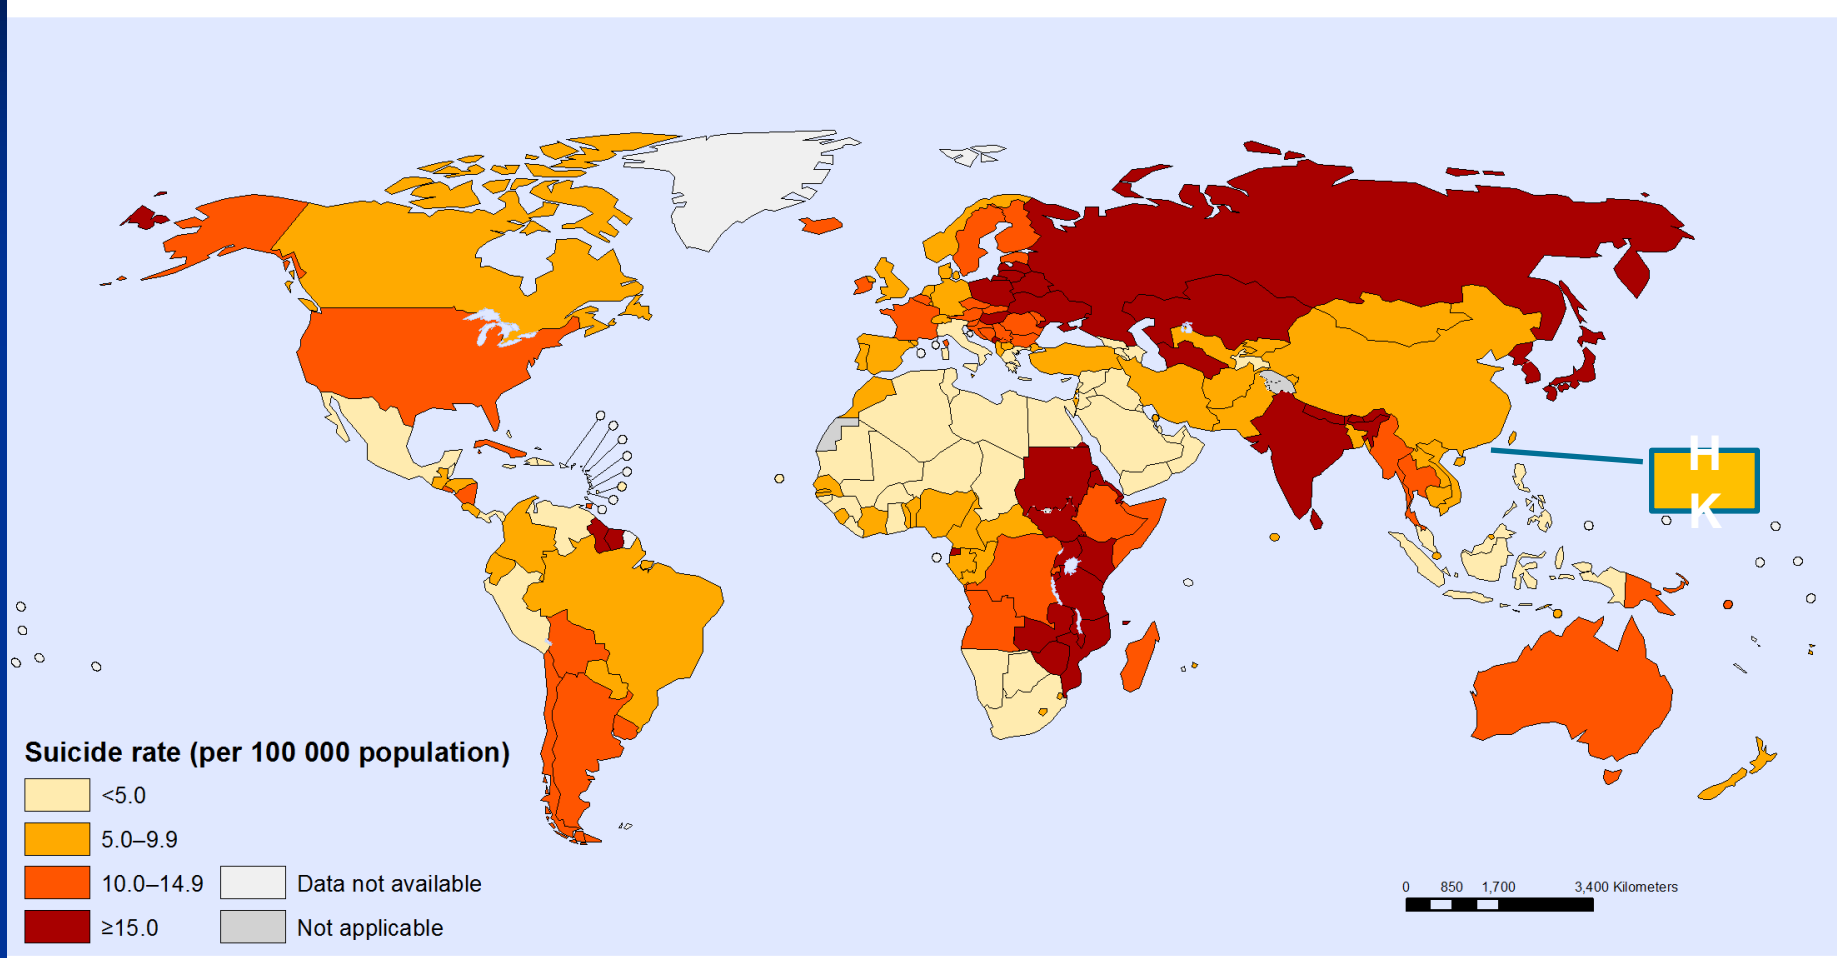 H
K
Suicide rate (per 100 000 population)
<5.0
5.0–9.9
10.0–14.9
≥15.0
Data not available
Not applicable
0 850 1,700 3,400 Kilometers